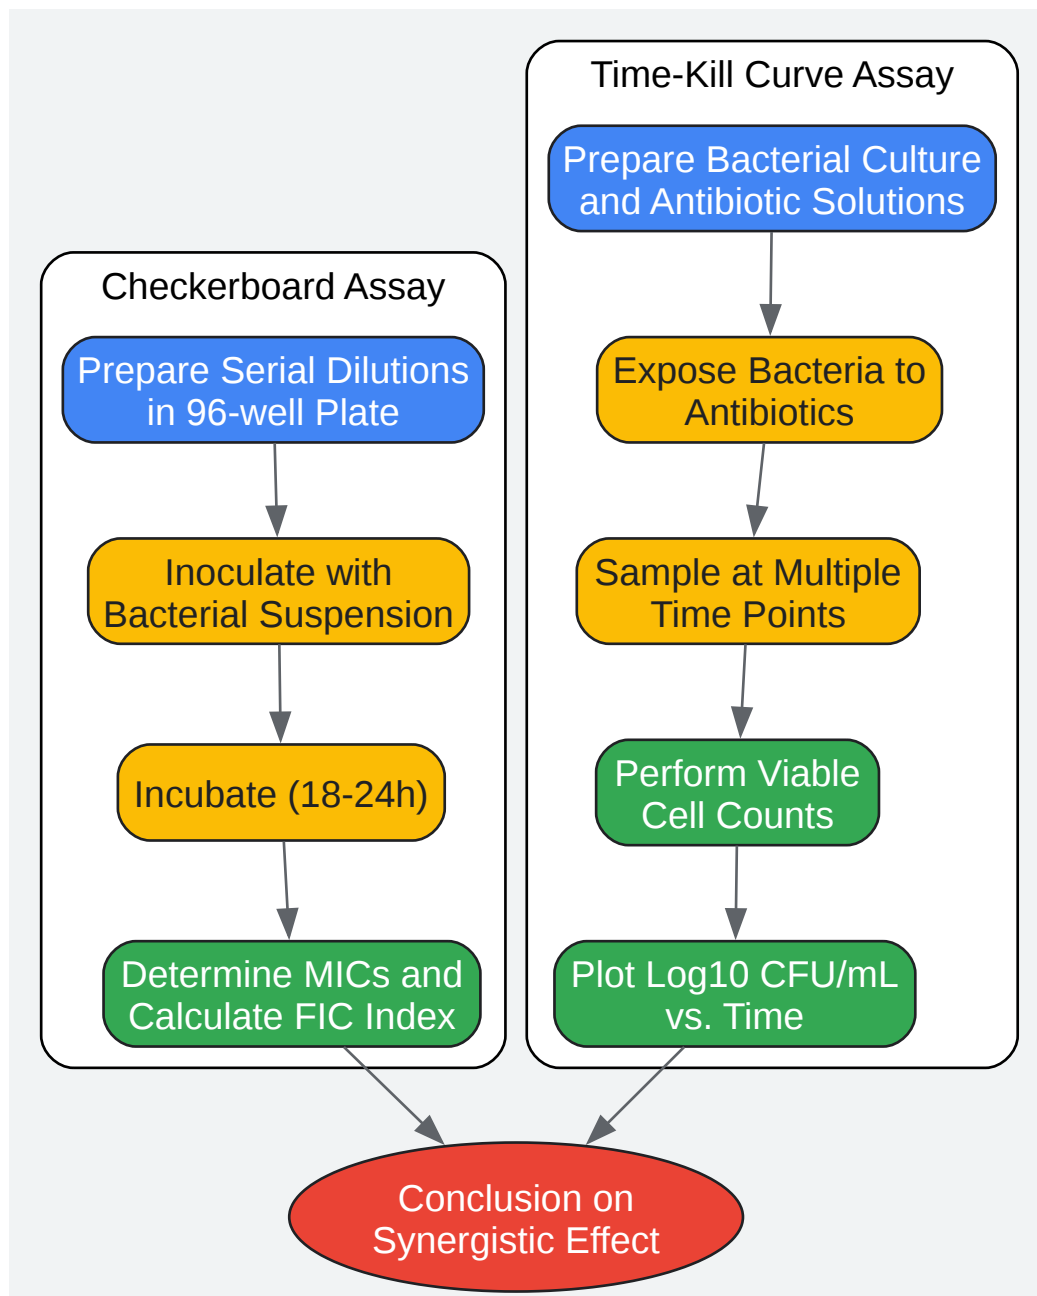 Checkerboard Assay
Prepare Serial Dilutions
in 96-well Plate
Inoculate with
Bacterial Suspension
Incubate (18-24h)
Determine MICs and
Calculate FIC Index
Time-Kill Curve Assay
Prepare Bacterial Culture
and Antibiotic Solutions
Expose Bacteria to
Antibiotics
Sample at Multiple
Time Points
Perform Viable
Cell Counts
Plot Log10 CFU/mL
vs. Time
Conclusion on
Synergistic Effect